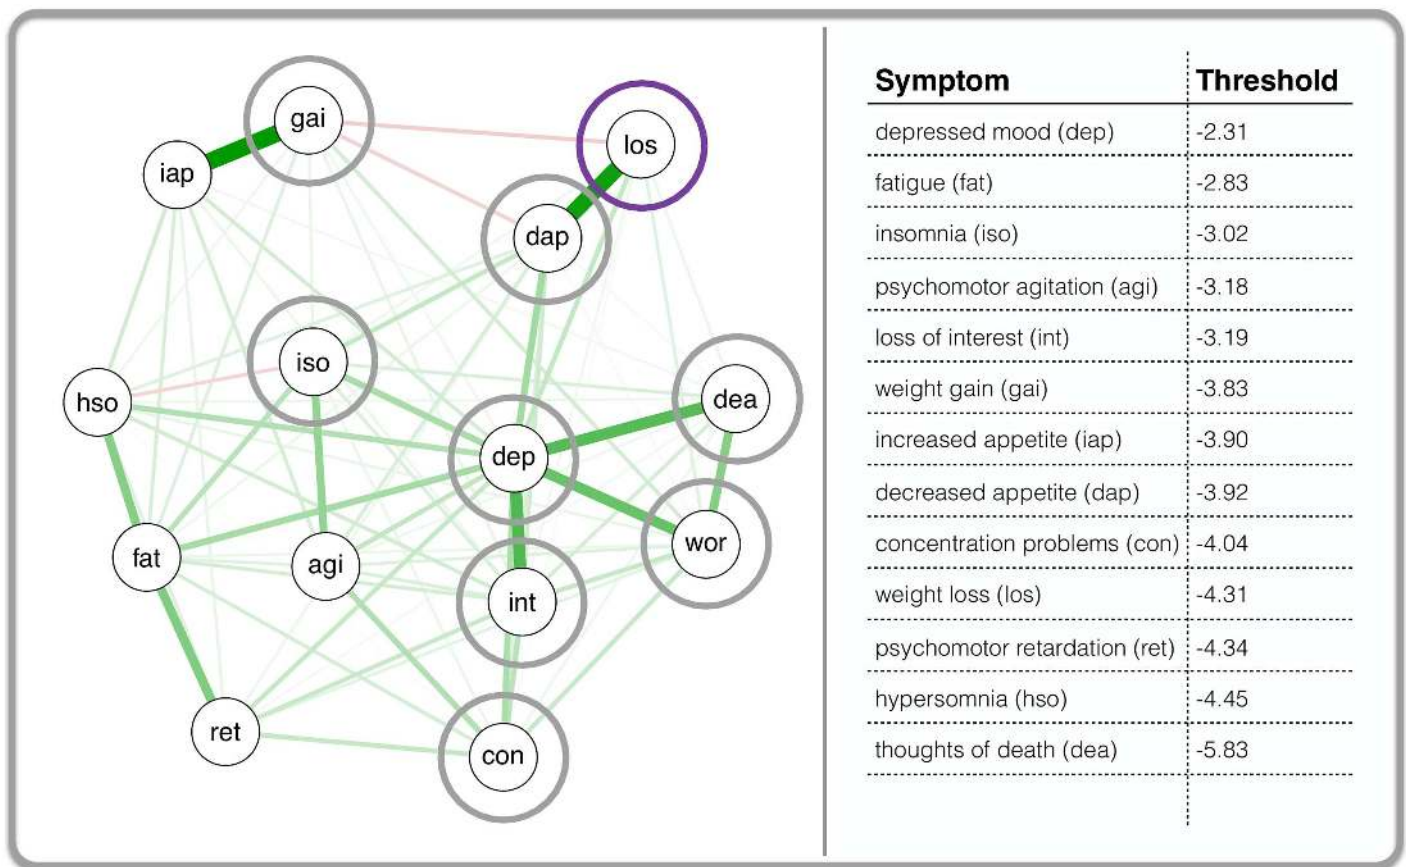 gai
los
iap
dap
iso
hso
dea
dep
wor
fat
agi
int
ret
con
Symptom Threshold
depressed mood (dep) -2.31
fatigue (fat) -2.83
insomnia (iso) -3.02
psychomotor agitation (agi) -3.18
loss of interest (int) -3.19
weight gain (gai) -3.83
increased appetite (iap) -3.90
decreased appetite (dap) -3.92
concentration problems (con) -4.04
weight loss (los) -4.31
psychomotor retardation (ret) -4.34
hypersomnia (hso) -4.45
thoughts of death (dea) -5.83